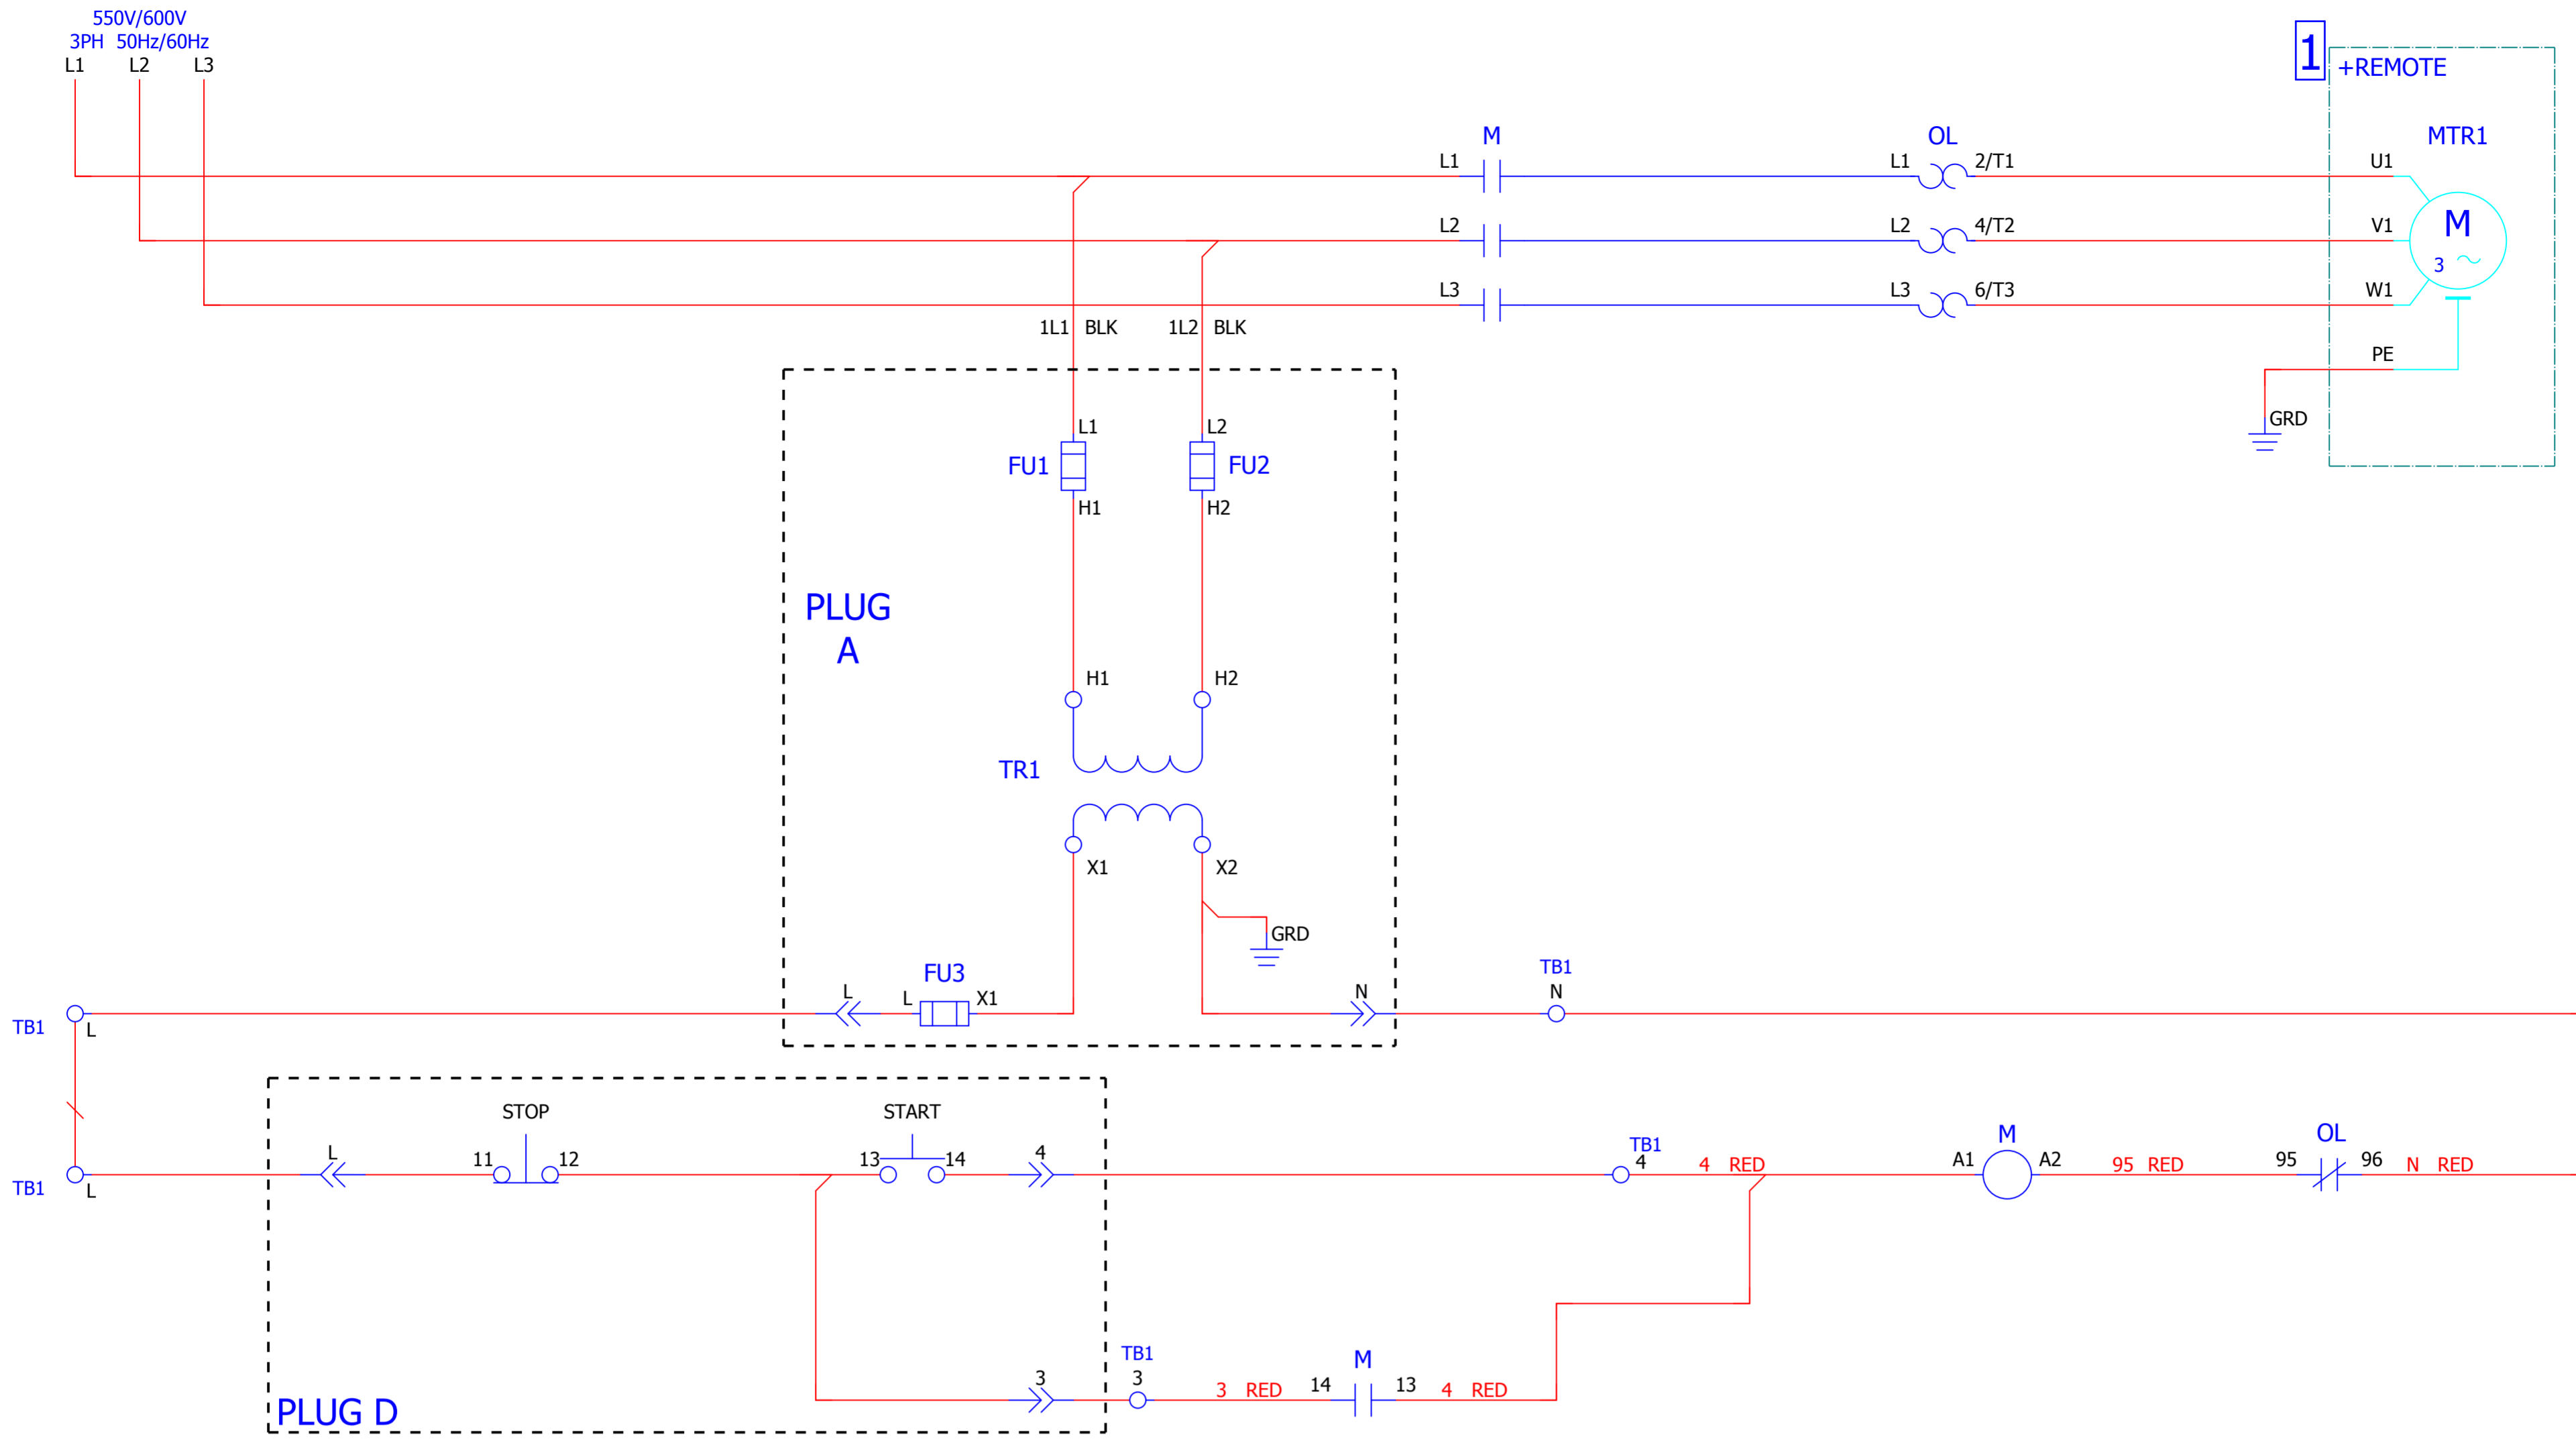 550V/600V
3PH 50Hz/60Hz
L1 L2 L3
1
+REMOTE
M OL MTR1
L1 L1 2/T1 U1
L2 L2 4/T2 V1
M
3
L3 L3 6/T3 W1
1L1 BLK 1L2 BLK
PE
GRD
L1 L2
FU1 FU2
H1 H2
PLUG
A
H1 H2
TR1
X1 X2
GRD
FU3
L L X1 N
TB1
N
TB1 L
STOP START
L 11 12 13 14 4
TB1
4 4 RED
M
A1 A2 95 RED
OL
95 96 N RED
TB1 L
TB1
3 3 3 RED 14 M 13 4 RED
PLUG D